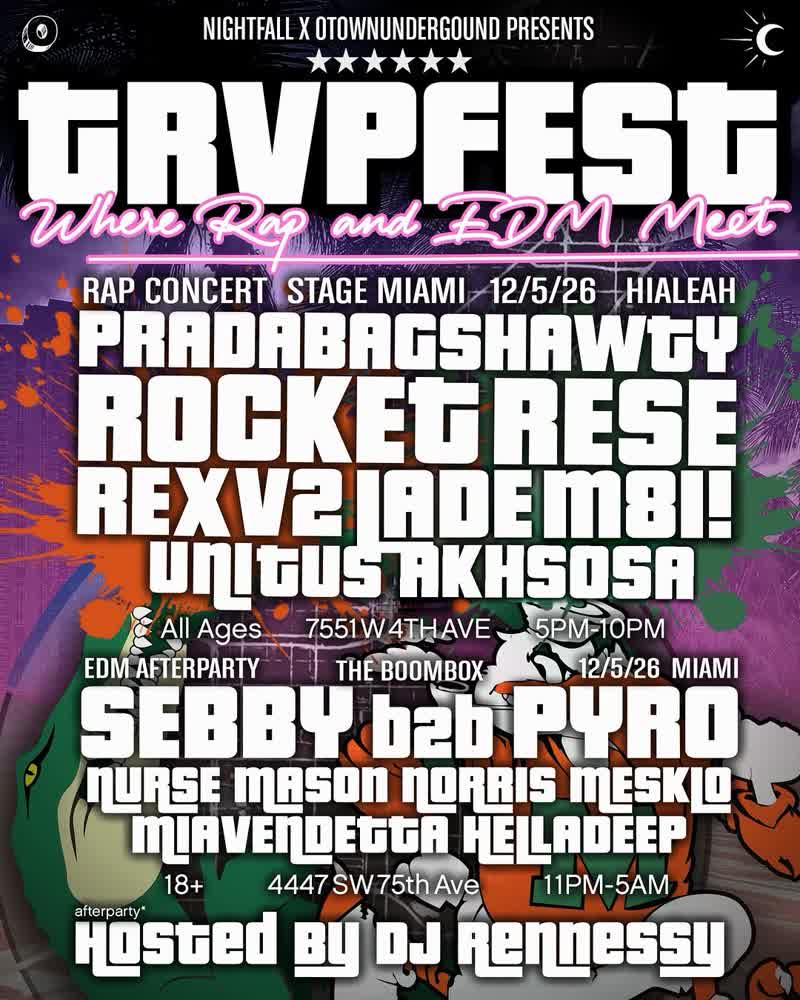 NIGHTFALL X OTOWNUNDERGOUND PRESENTS
TRVPFEST
Where Rap and EDM Meet
RAP CONCERT STAGE MIAMI 12/5/26 HIALEAH
PRADABAGSHAWTY
ROCKET RESE
REXV2 JADE M8I!
UNITUS AKHSOSA
All Ages 7551 W 4TH AVE 5PM-10PM
EDM AFTERPARTY THE BOOMBOX 12/5/26 MIAMI
SEBBY b2b PYRO
NURSE MASON NORRIS MESKLO
MIAVENDETTA HELLADEEP
18+ 4447 SW 75th Ave 11PM-5AM
afterparty*
Hosted By DJ Rennessy